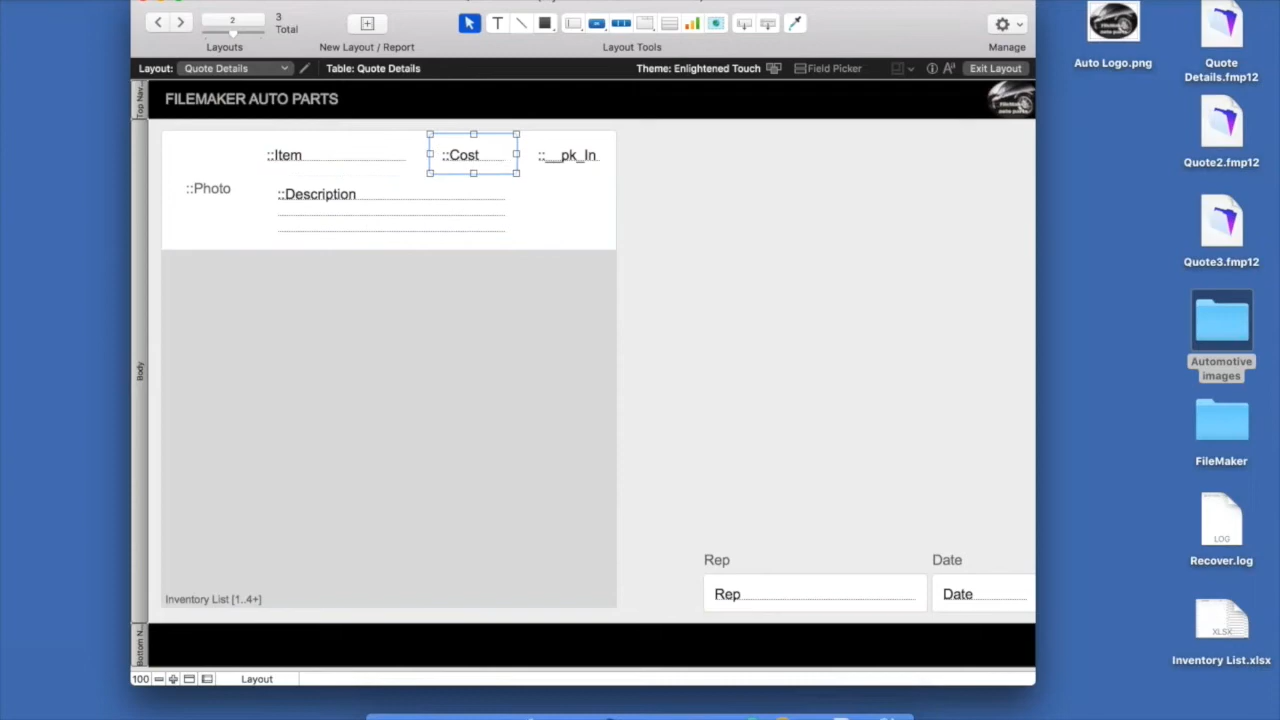 2
3
Total
Layouts
New Layout / Report
Layout Tools
Manage
Layout: Quote Details
Table: Quote Details
Theme: Enlightened Touch
Field Picker
Exit Layout
FILEMAKER AUTO PARTS
::Item
::Cost
::__pk_In
::Photo
::Description
Body
Rep
Date
Rep
Date
Inventory List [1..4+]
100
Layout
Auto Logo.png
Quote
Details.fmp12
Quote2.fmp12
Quote3.fmp12
Automotive
images
FileMaker
LOG
Recover.log
XLSX
Inventory List.xlsx